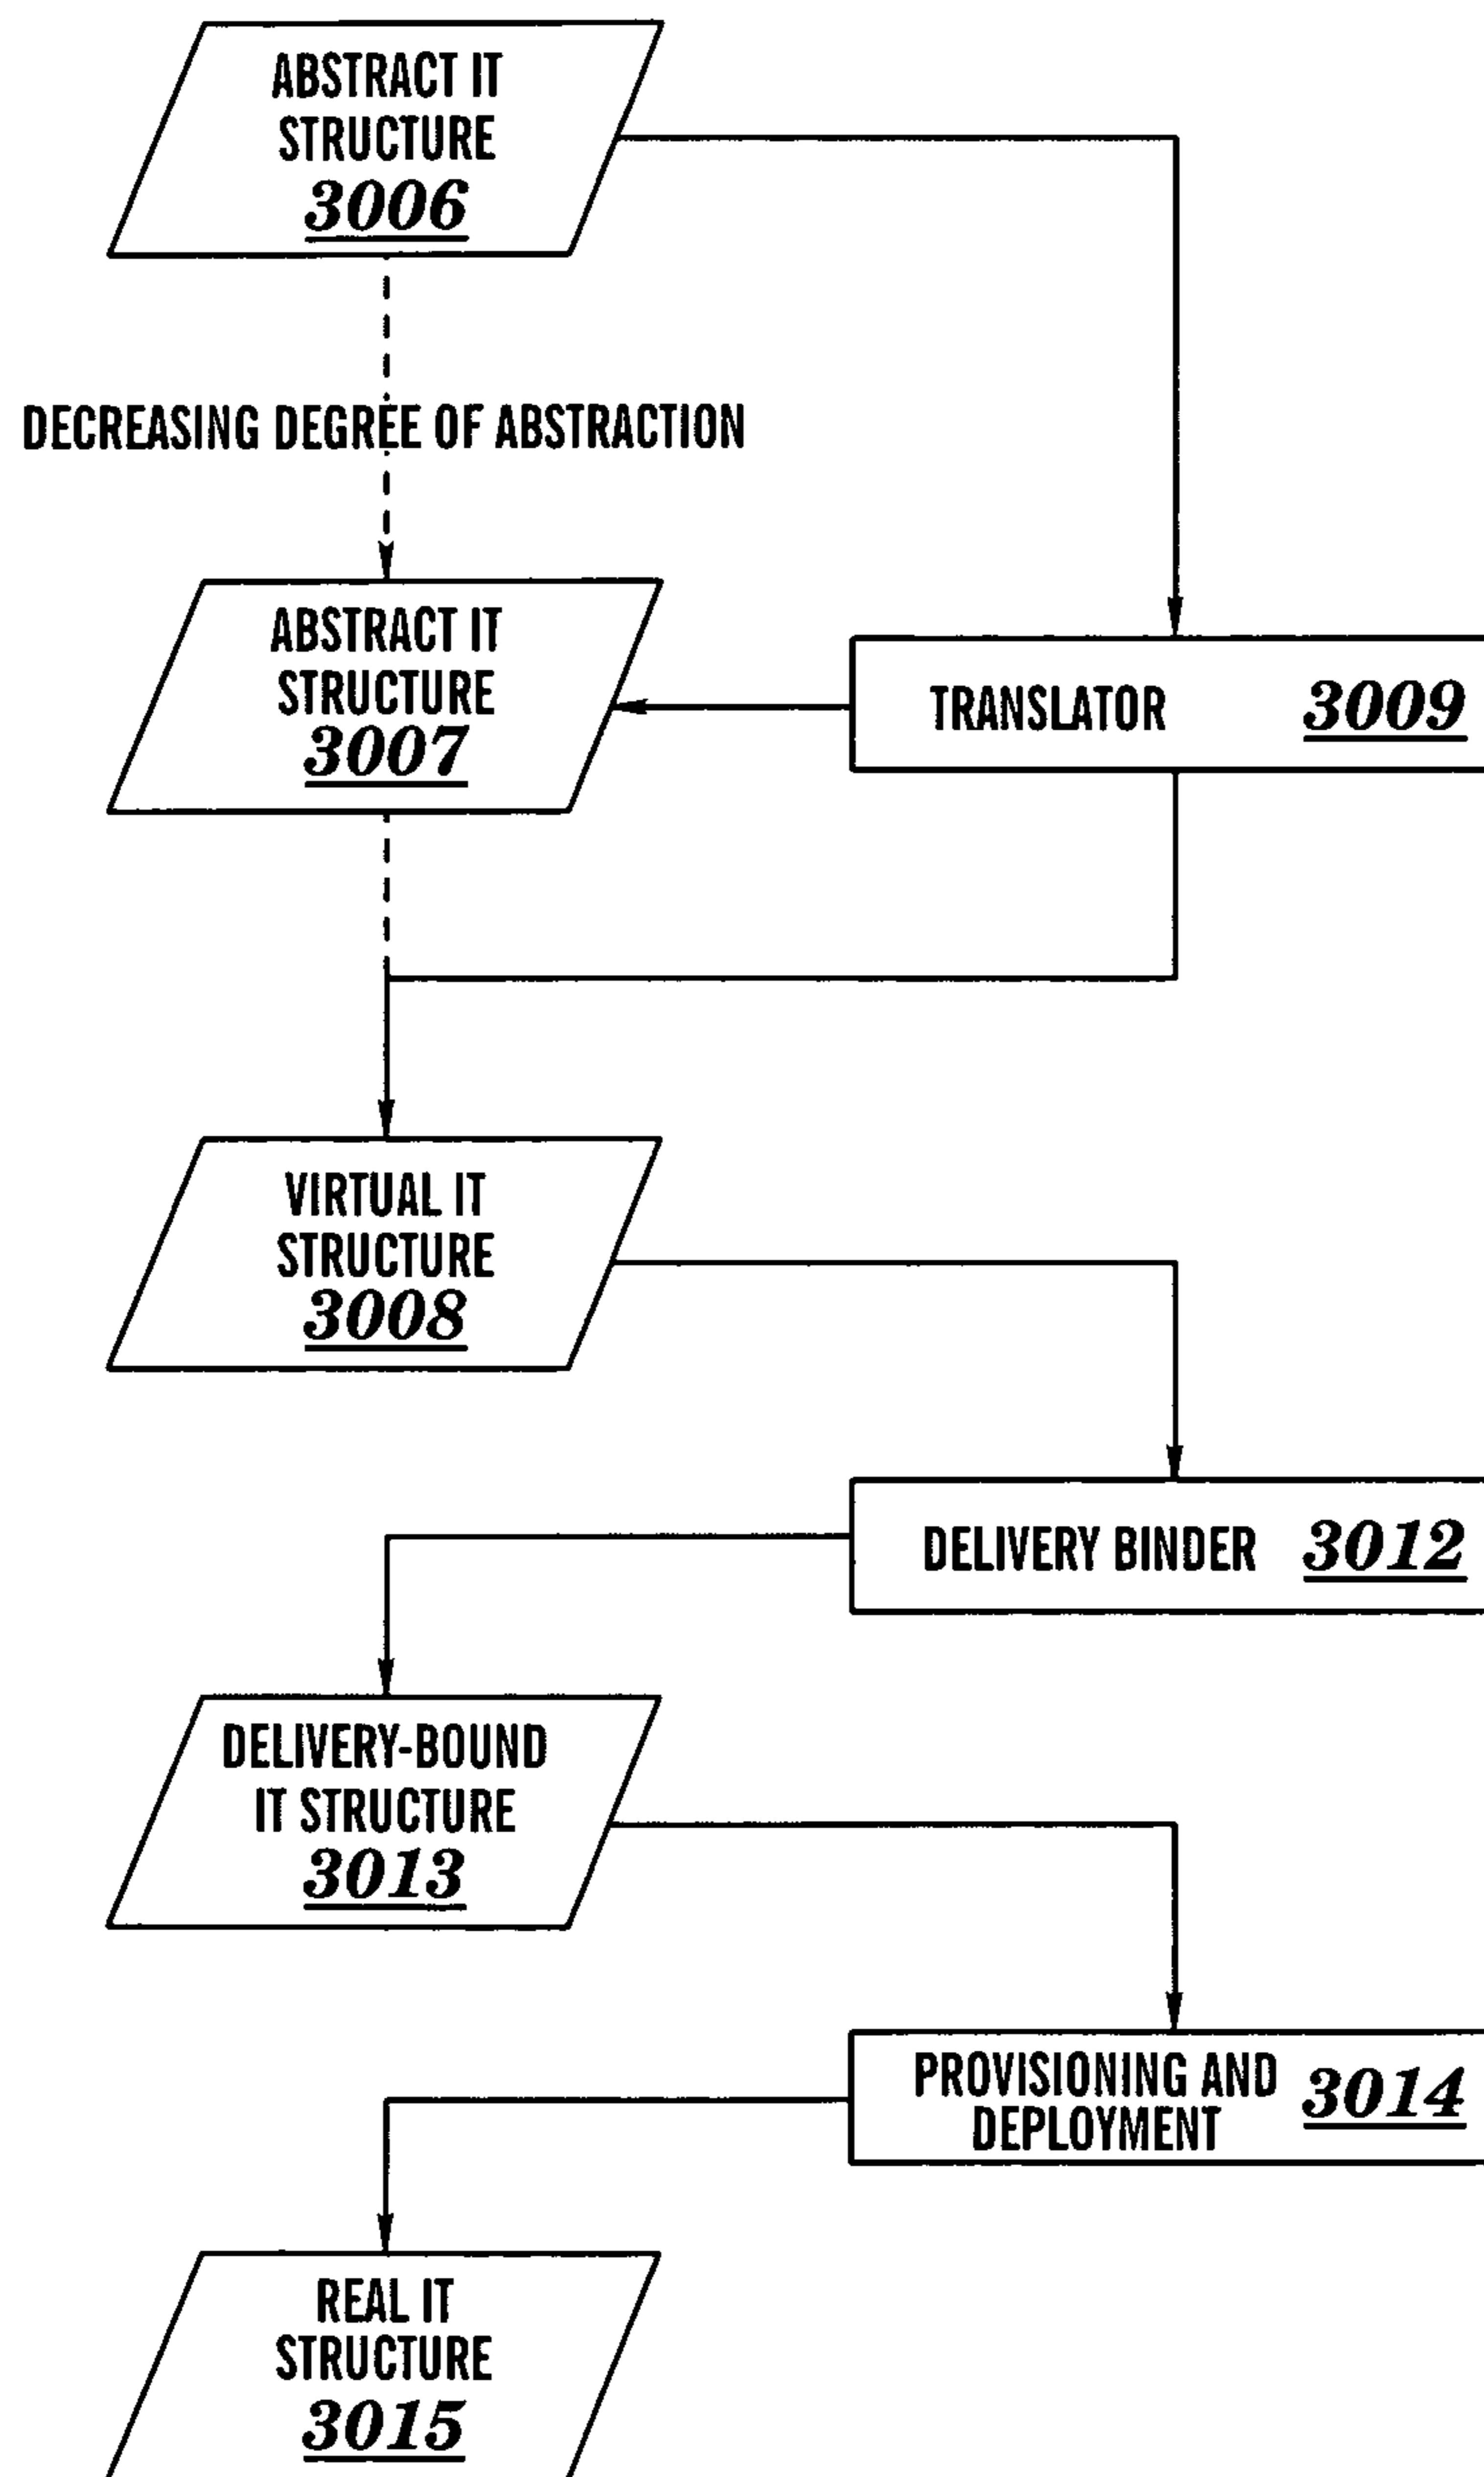 ABSTRACT IT
STRUCTURE
3006
DECREASING DEGREE OF ABSTRACTION
ABSTRACT IT
STRUCTURE
3007
TRANSLATOR 3009
VIRTUAL IT
STRUCTURE
3008
DELIVERY BINDER 3012
DELIVERY-BOUND
IT STRUCTURE
3013
PROVISIONING AND
DEPLOYMENT
3014
REAL IT
STRUCTURE
3015